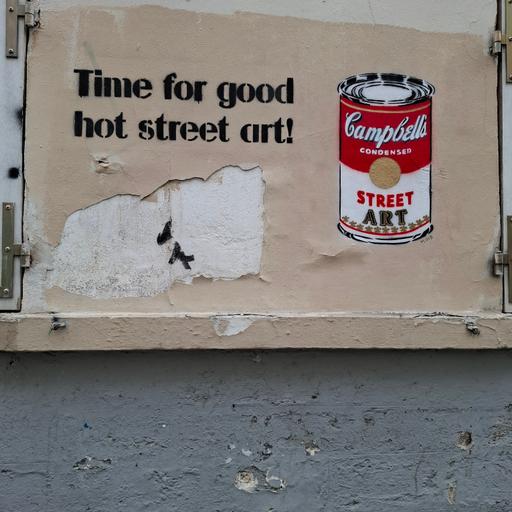 Time for good
hot street art!
Campbell's
CONDENSED
STREET
ART